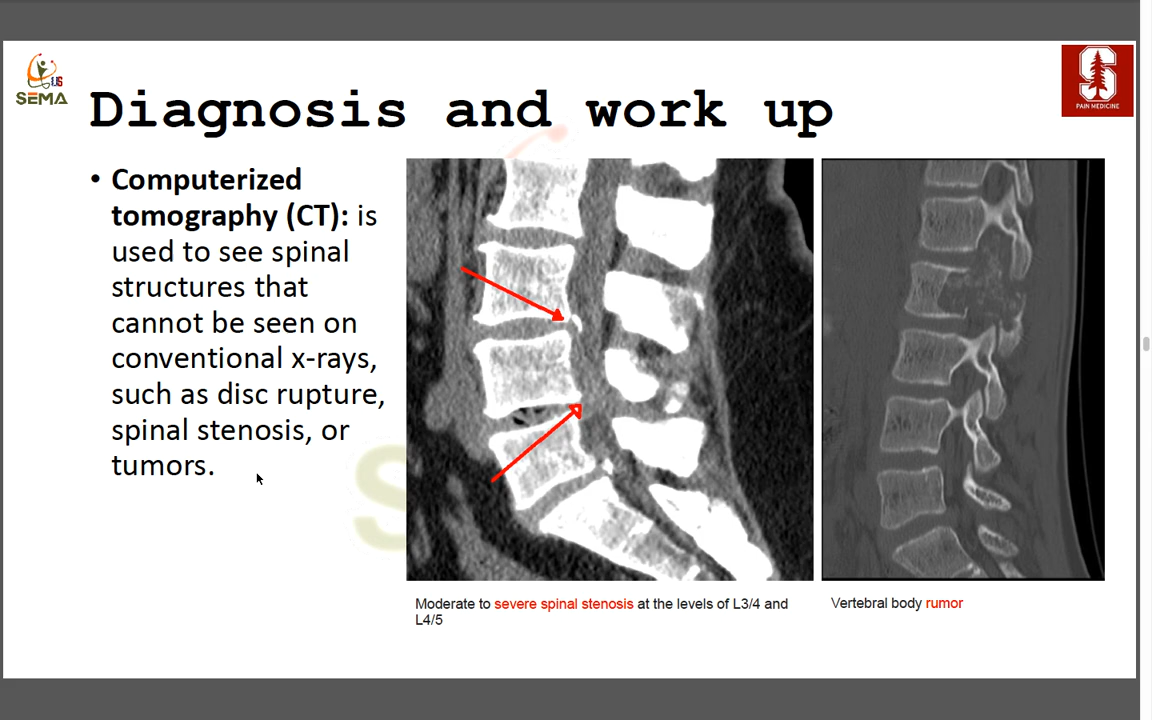 US
SEMA
Diagnosis and work up
S
PAIN MEDICINE
• Computerized
tomography (CT): is
used to see spinal
structures that
cannot be seen on
conventional x-rays,
such as disc rupture,
spinal stenosis, or
tumors.
S
Moderate to severe spinal stenosis at the levels of L3/4 and
L4/5
Vertebral body rumor